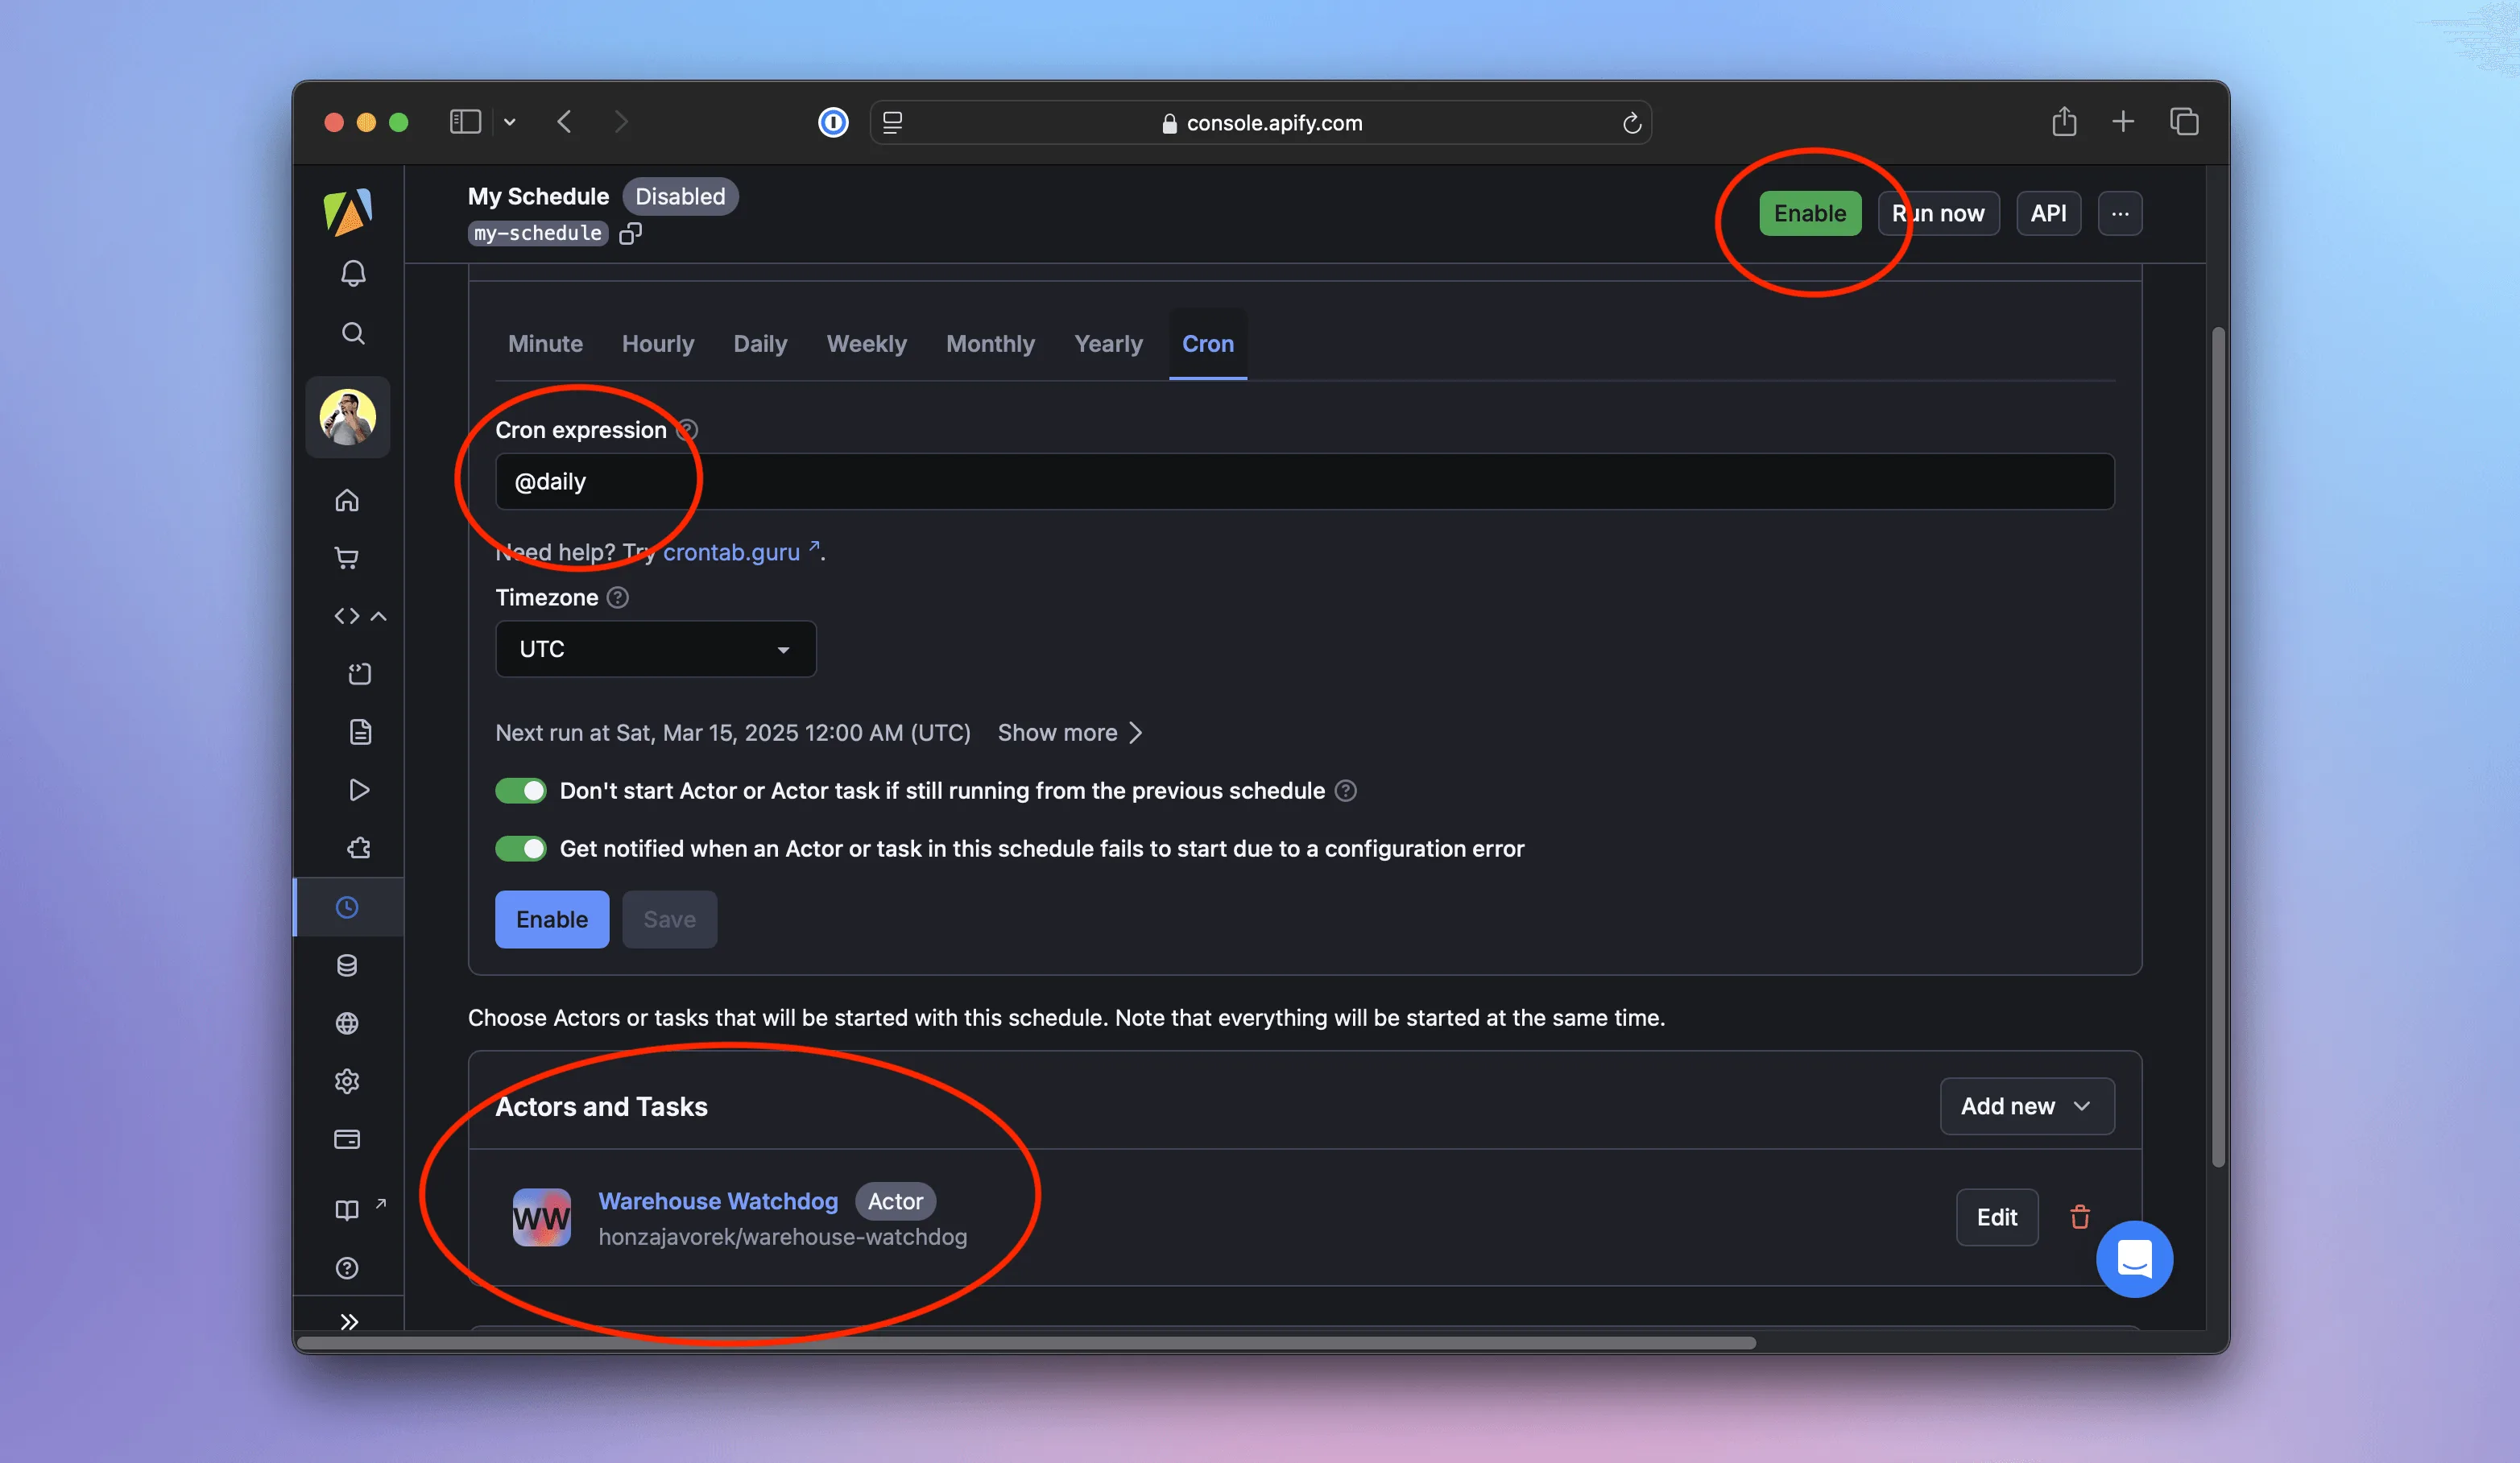 console.apify.com
My Schedule Disabled
my-schedule
Enable Run now API ...
Minute Hourly Daily Weekly Monthly Yearly Cron
Cron expression
@daily
Need help? Try crontab.guru ↗.
Timezone
UTC
Next run at Sat, Mar 15, 2025 12:00 AM (UTC) Show more
Don't start Actor or Actor task if still running from the previous schedule
Get notified when an Actor or task in this schedule fails to start due to a configuration error
Enable Save
Choose Actors or tasks that will be started with this schedule. Note that everything will be started at the same time.
Actors and Tasks
Add new
WW
Warehouse Watchdog Actor
honzajavorek/warehouse-watchdog
Edit